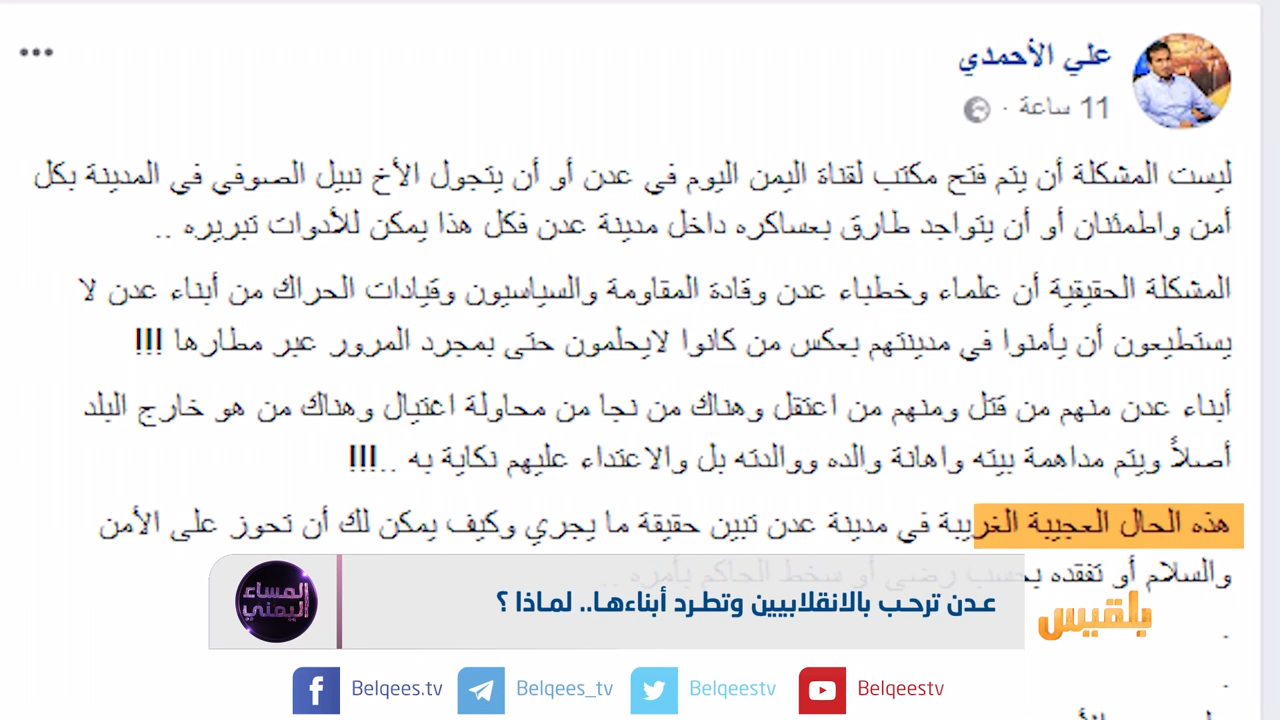 علي الأحمدي
11 ساعة ·
ليست المشكلة أن يتم فتح مكتب لقناة اليمن اليوم في عدن أو أن يتجول الأخ نبيل الصوفي في المدينة بكل
أمن واطمئنان أو أن يتواجد طارق بعساكره داخل مدينة عدن فكل هذا يمكن للأدوات تبريره ..
المشكلة الحقيقية أن علماء وخطباء عدن وقادة المقاومة والسياسيون وقيادات الحراك من أبناء عدن لا
يستطيعون أن يأمنوا في مدينتهم بعكس من كانوا لايحلمون حتى بمجرد المرور عبر مطارها !!!
أبناء عدن منهم من قتل ومنهم من اعتقل وهناك من نجا من محاولة اغتيال وهناك من هو خارج البلد
أصلاً ويتم مداهمة بيته واهانة والده ووالدته بل والاعتداء عليهم نكاية به ..!!!
هذه الحال العجيبة الغريبة في مدينة عدن تبين حقيقة ما يجري وكيف يمكن لك أن تحوز على الأمن
والسلام أو تفقده بحسب رضى أو سخط الحاكم بأمره ..
عدن ترحب بالانقلابيين وتطرد أبناءها.. لماذا ؟
المساء
اليمني
بلقيس
Belqees.tv
Belqees_tv
Belqeestv
Belqeestv